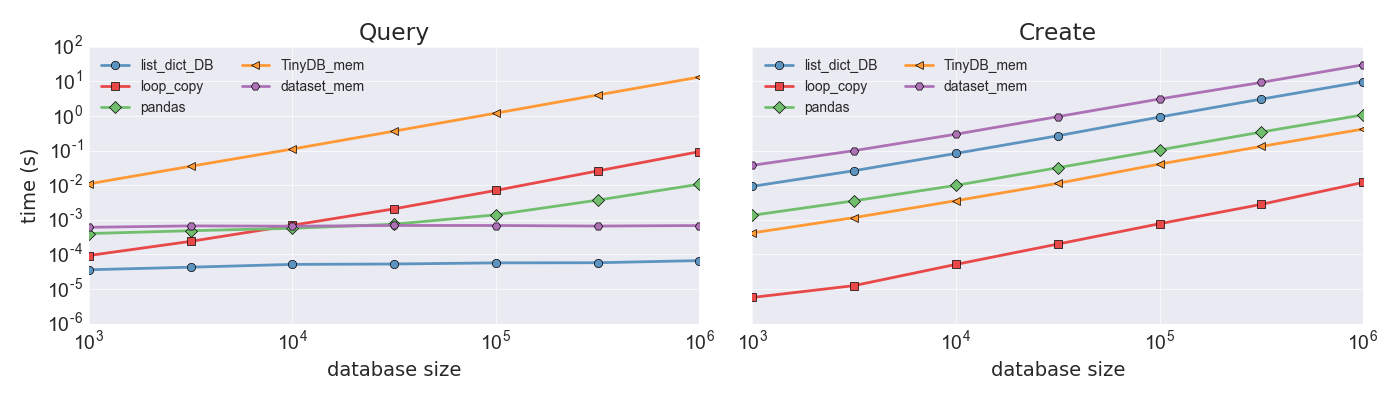 Query
10^2
10^1
10^0
10^-1
10^-2
10^-3
10^-4
10^-5
10^-6
time (s)
list_dict_DB
loop_copy
pandas
TinyDB_mem
dataset_mem
10^3 10^4 10^5 10^6
database size
Create
list_dict_DB
loop_copy
pandas
TinyDB_mem
dataset_mem
10^3 10^4 10^5 10^6
database size